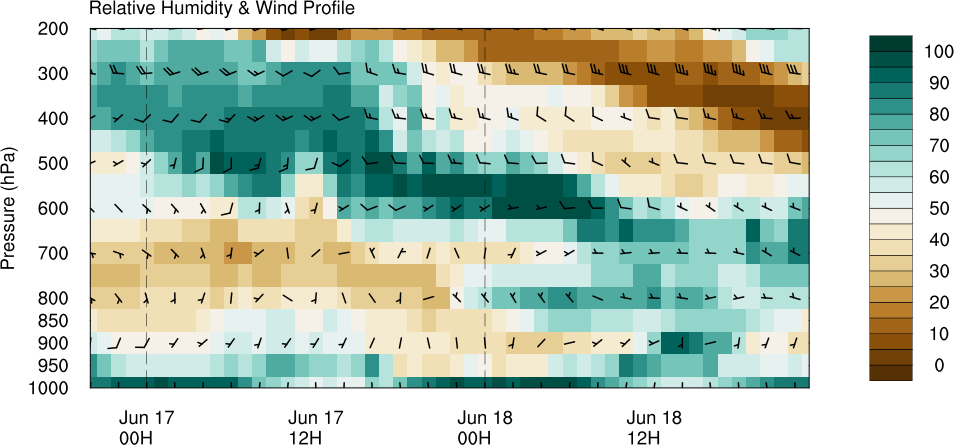 Relative Humidity & Wind Profile
Pressure (hPa)
200
300
400
500
600
700
800
850
900
950
1000
Jun 17
00H
Jun 17
12H
Jun 18
00H
Jun 18
12H
100
90
80
70
60
50
40
30
20
10
0